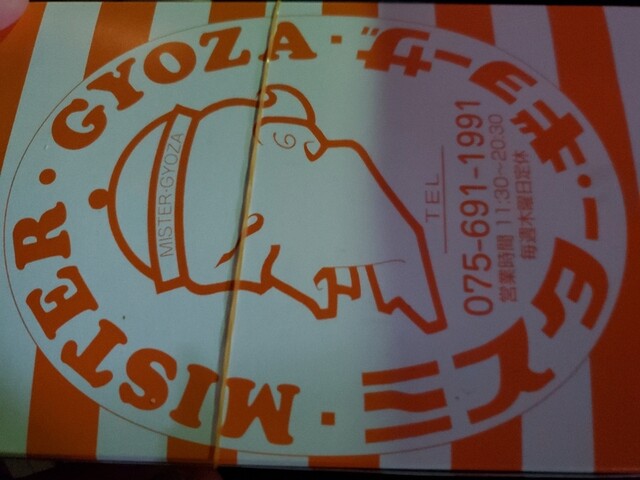 MISTER・GYOZA・
ミスター・ギョーザ・
MISTER・GYOZA
TEL
075-691-1991
営業時間 11:30～20:30
毎週木曜日定休